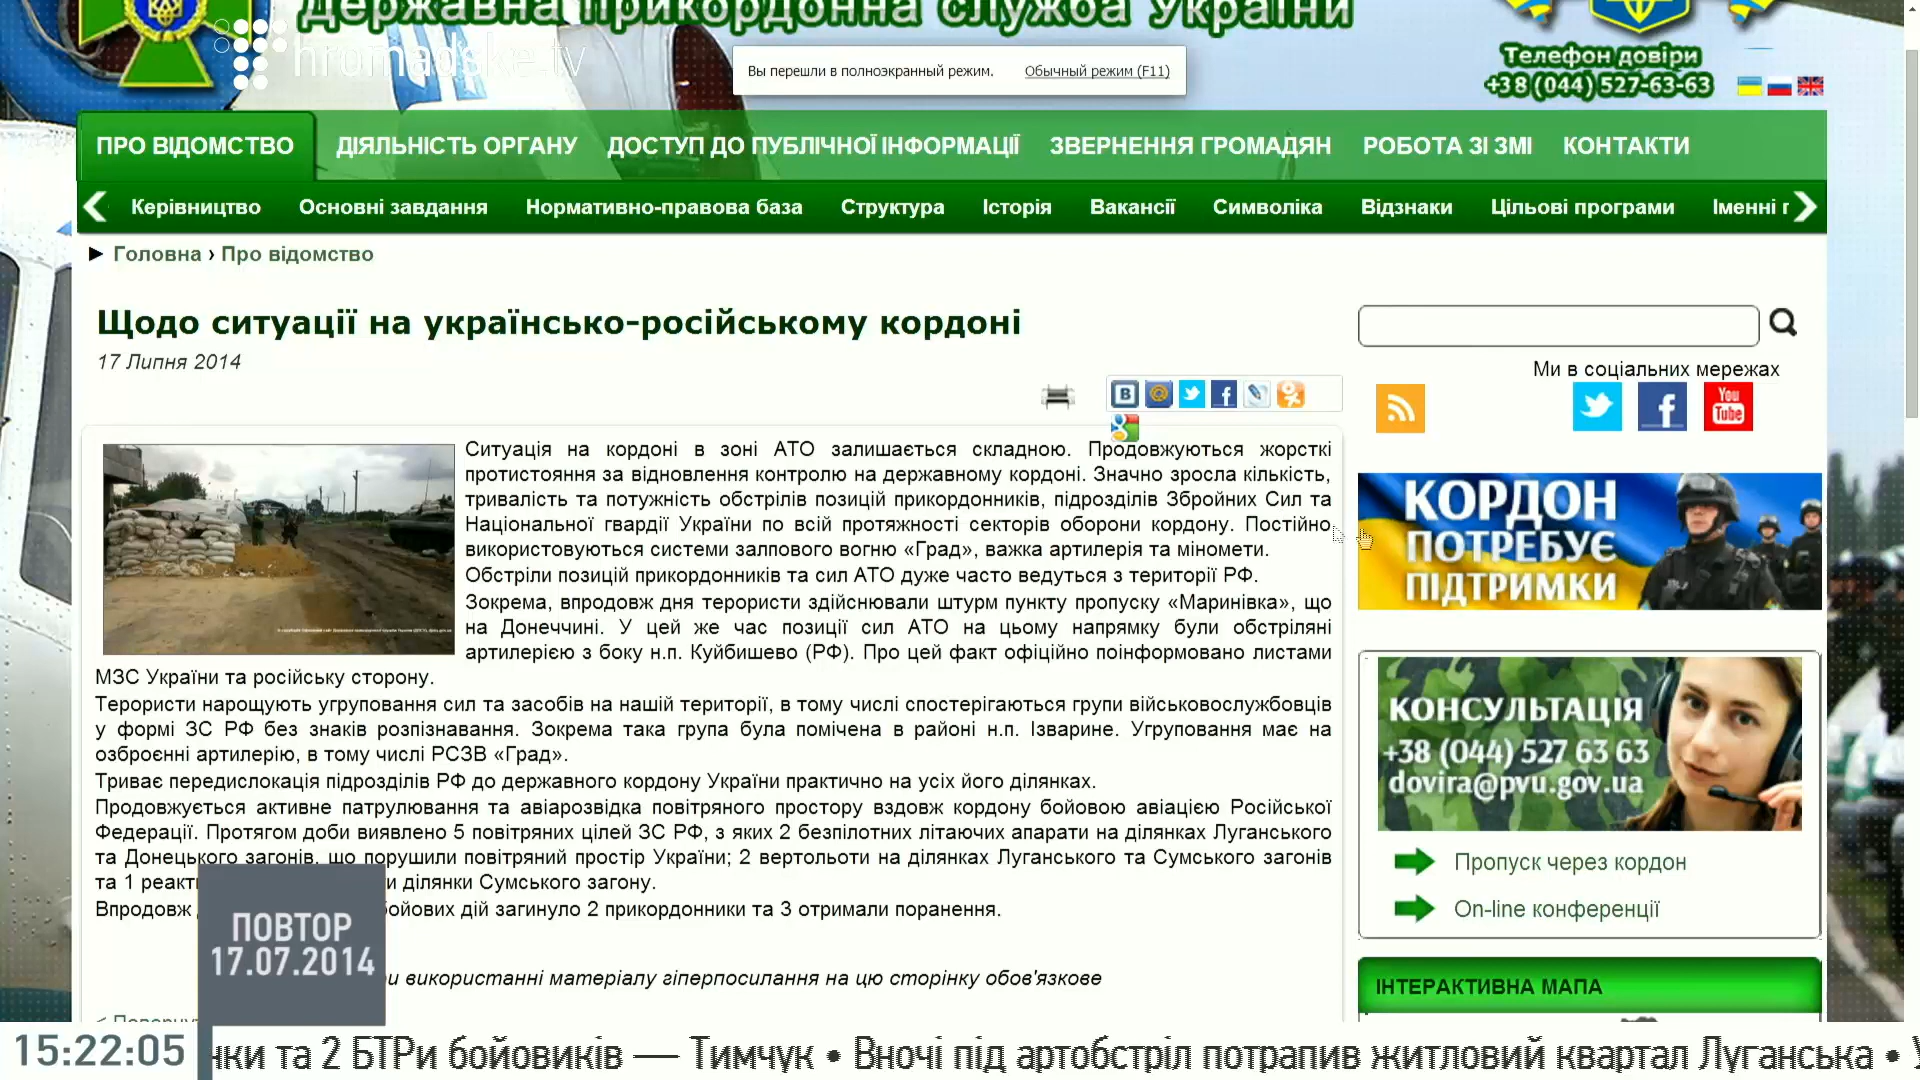 Державна прикордонна служба України
hromadske.tv
Вы перешли в полноэкранный режим. Обычный режим (F11)
Телефон довіри
+38 (044) 527-63-63
ПРО ВІДОМСТВО ДІЯЛЬНІСТЬ ОРГАНУ ДОСТУП ДО ПУБЛІЧНОЇ ІНФОРМАЦІЇ ЗВЕРНЕННЯ ГРОМАДЯН РОБОТА ЗІ ЗМІ КОНТАКТИ
Керівництво Основні завдання Нормативно-правова база Структура Історія Вакансії Символіка Відзнаки Цільові програми Іменні
► Головна › Про відомство
Щодо ситуації на українсько-російському кордоні
17 Липня 2014
Ситуація на кордоні в зоні АТО залишається складною. Продовжуються жорсткі
протистояння за відновлення контролю на державному кордоні. Значно зросла кількість,
тривалість та потужність обстрілів позицій прикордонників, підрозділів Збройних Сил та
Національної гвардії України по всій протяжності секторів оборони кордону. Постійно
використовуються системи залпового вогню «Град», важка артилерія та міномети.
Обстріли позицій прикордонників та сил АТО дуже часто ведуться з території РФ.
Зокрема, впродовж дня терористи здійснювали штурм пункту пропуску «Маринівка», що
на Донеччині. У цей же час позиції сил АТО на цьому напрямку були обстріляні
артилерією з боку н.п. Куйбишево (РФ). Про цей факт офіційно поінформовано листами
МЗС України та російську сторону.
Терористи нарощують угруповання сил та засобів на нашій території, в тому числі спостерігаються групи військовослужбовців
у формі ЗС РФ без знаків розпізнавання. Зокрема така група була помічена в районі н.п. Ізварине. Угруповання має на
озброєнні артилерію, в тому числі РСЗВ «Град».
Триває передислокація підрозділів РФ до державного кордону України практично на усіх його ділянках.
Продовжується активне патрулювання та авіарозвідка повітряного простору вздовж кордону бойовою авіацією Російської
Федерації. Протягом доби виявлено 5 повітряних цілей ЗС РФ, з яких 2 безпілотних літаючих апарати на ділянках Луганського
та Донецького загонів, що порушили повітряний простір України; 2 вертольоти на ділянках Луганського та Сумського загонів
та 1 реакт и ділянки Сумського загону.
Впродовж бойових дій загинуло 2 прикордонники та 3 отримали поранення.
и використанні матеріалу гіперпосилання на цю сторінку обов'язкове
Ми в соціальних мережах
You
Tube
КОРДОН
ПОТРЕБУЄ
ПІДТРИМКИ
КОНСУЛЬТАЦІЯ
+38 (044) 527 63 63
dovira@pvu.gov.ua
Пропуск через кордон
On-line конференції
ІНТЕРАКТИВНА МАПА
ПОВТОР
17.07.2014
15:22:05
нки та 2 БТРи бойовиків — Тимчук • Вночі під артобстріл потрапив житловий квартал Луганська •